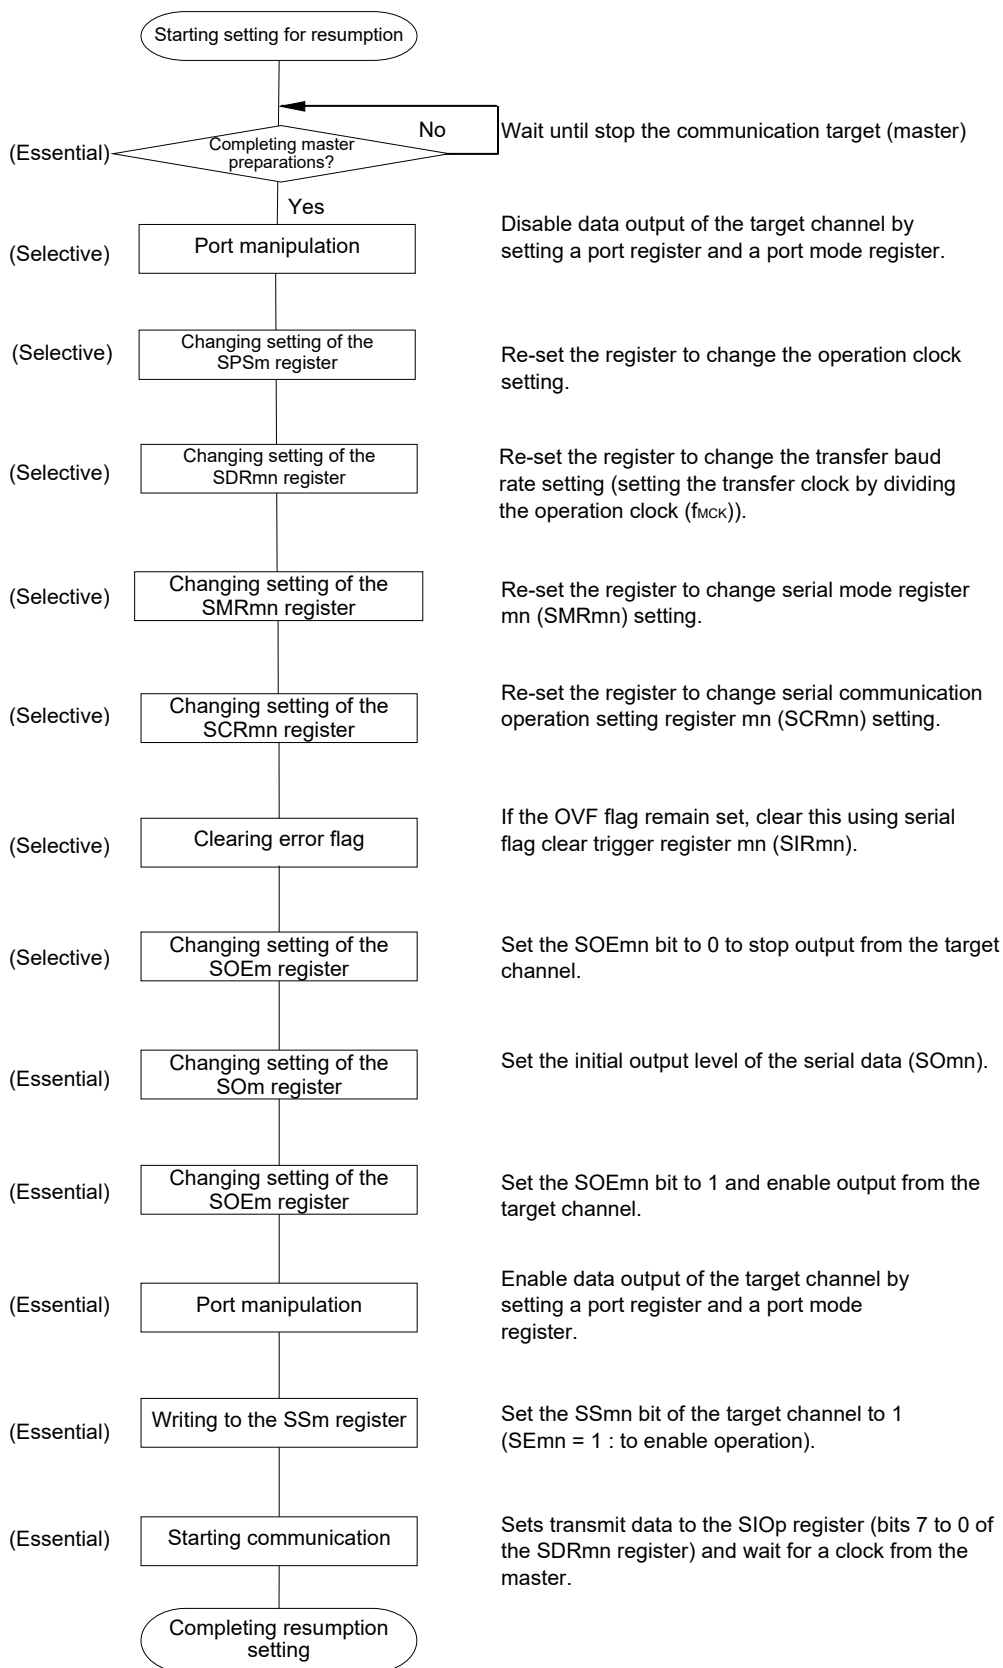 Starting setting for resumption
No
Wait until stop the communication target (master)
(Essential)
Completing master
preparations?
Yes
(Selective)
Port manipulation
Disable data output of the target channel by
setting a port register and a port mode register.
(Selective)
Changing setting of the
SPSm register
Re-set the register to change the operation clock
setting.
(Selective)
Changing setting of the
SDRmn register
Re-set the register to change the transfer baud
rate setting (setting the transfer clock by dividing
the operation clock (fMCK)).
(Selective)
Changing setting of the
SMRmn register
Re-set the register to change serial mode register
mn (SMRmn) setting.
(Selective)
Changing setting of the
SCRmn register
Re-set the register to change serial communication
operation setting register mn (SCRmn) setting.
(Selective)
Clearing error flag
If the OVF flag remain set, clear this using serial
flag clear trigger register mn (SIRmn).
(Selective)
Changing setting of the
SOEm register
Set the SOEmn bit to 0 to stop output from the target
channel.
(Essential)
Changing setting of the
SOm register
Set the initial output level of the serial data (SOmn).
(Essential)
Changing setting of the
SOEm register
Set the SOEmn bit to 1 and enable output from the
target channel.
(Essential)
Port manipulation
Enable data output of the target channel by
setting a port register and a port mode
register.
(Essential)
Writing to the SSm register
Set the SSmn bit of the target channel to 1
(SEmn = 1 : to enable operation).
(Essential)
Starting communication
Sets transmit data to the SIOp register (bits 7 to 0 of
the SDRmn register) and wait for a clock from the
master.
Completing resumption
setting